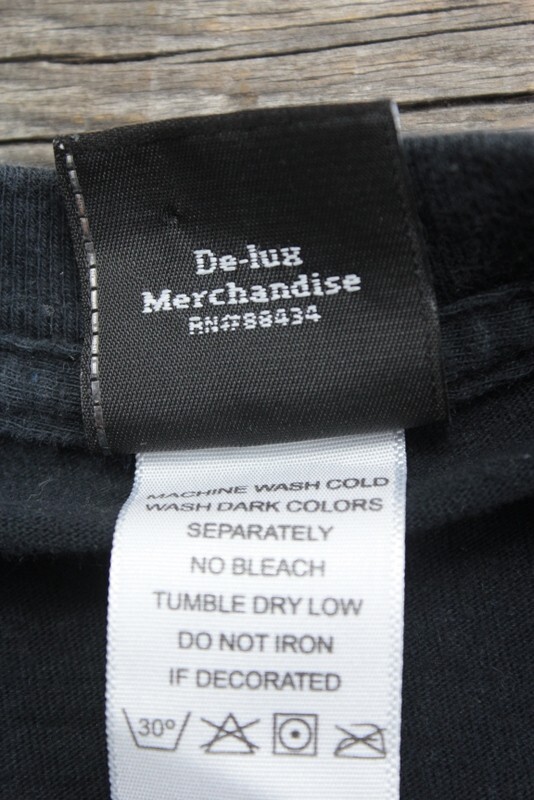 De-lux
Merchandise
RN#88434
MACHINE WASH COLD
WASH DARK COLORS
SEPARATELY
NO BLEACH
TUMBLE DRY LOW
DO NOT IRON
IF DECORATED
30°